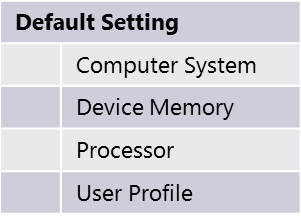 Default Setting
Computer System
Device Memory
Processor
User Profile